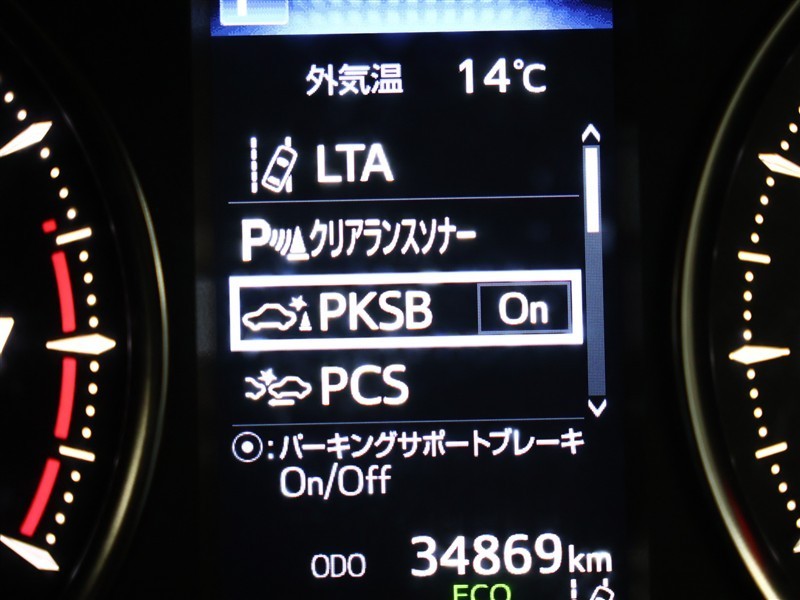 外気温 14℃
LTA
P クリアランスソナー
PKSB On
PCS
⦿:パーキングサポートブレーキ
On/Off
ODO 34869km
ECO